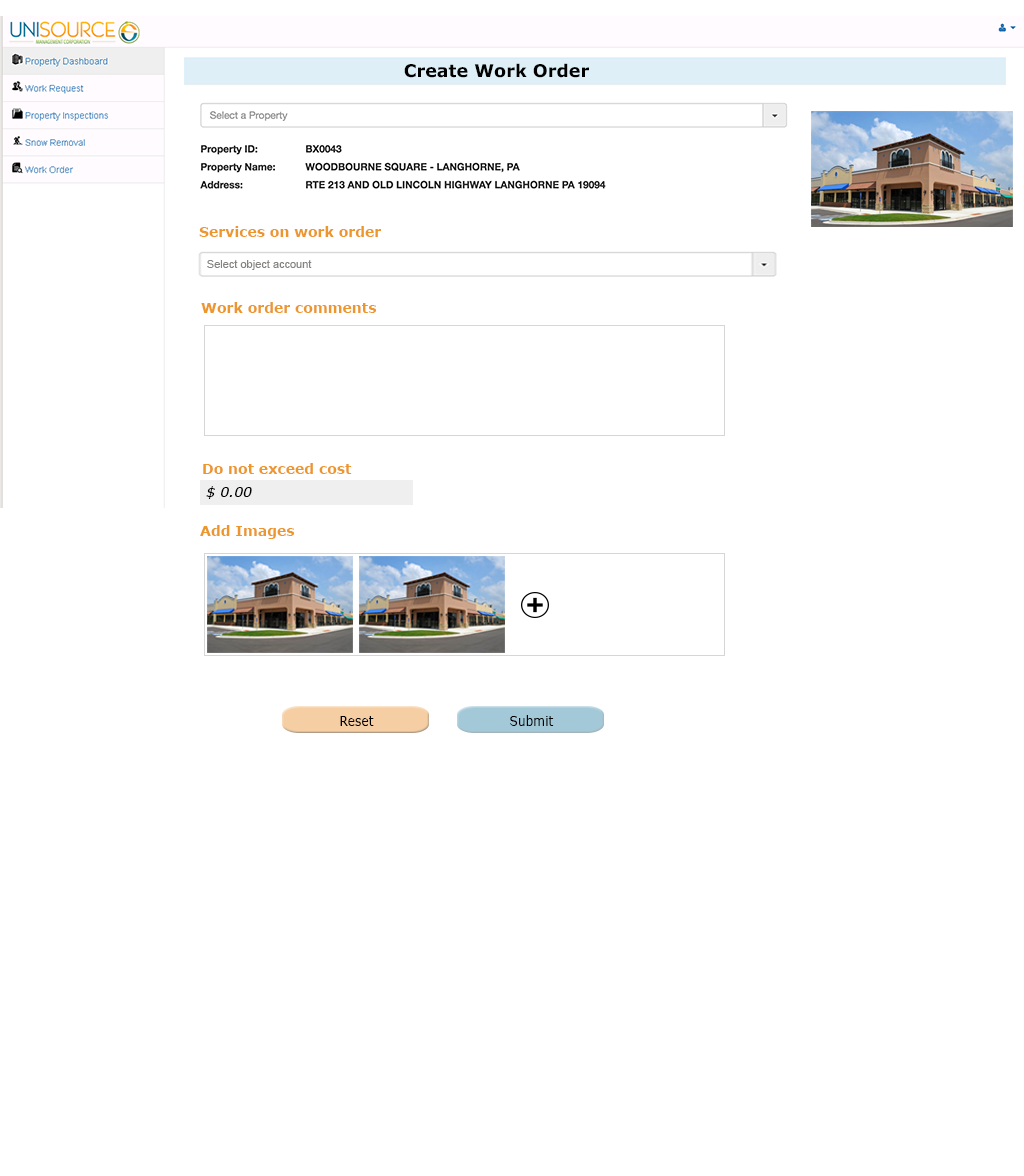 UNISOURCE
MANAGEMENT CORPORATION
Property Dashboard
Work Request
Property Inspections
Snow Removal
Work Order
Create Work Order
Select a Property
Property ID: BX0043
Property Name: WOODBOURNE SQUARE - LANGHORNE, PA
Address: RTE 213 AND OLD LINCOLN HIGHWAY LANGHORNE PA 19094
Services on work order
Select object account
Work order comments
Do not exceed cost
$ 0.00
Add Images
Reset
Submit